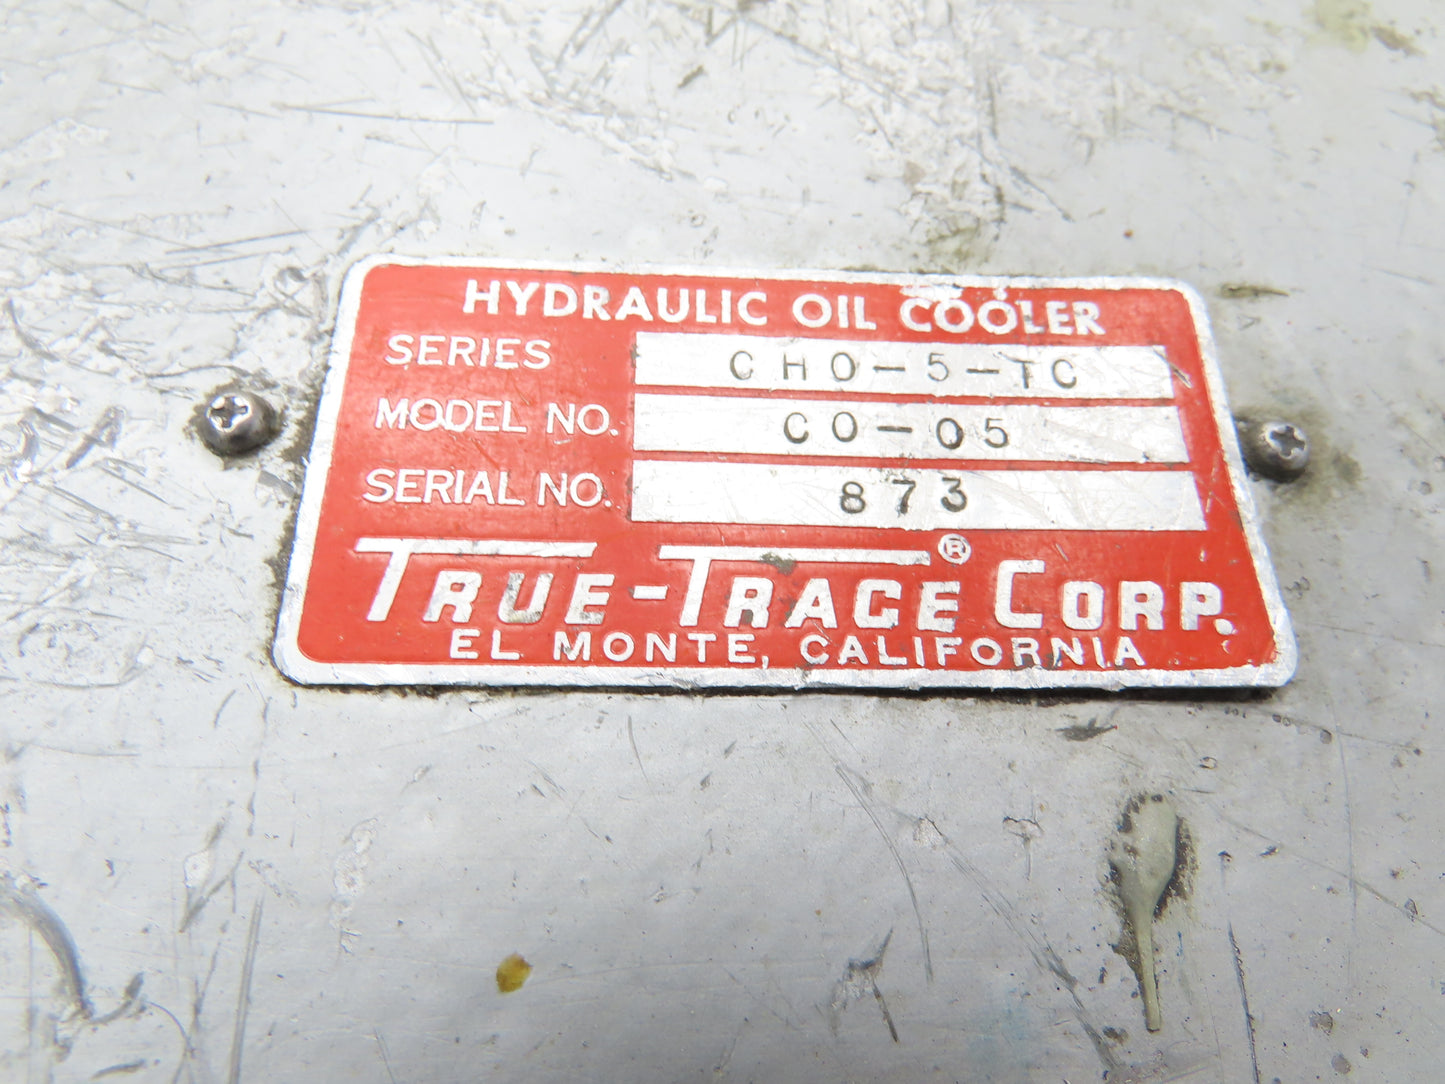 HYDRAULIC OIL COOLER
SERIES CHO-5-TC
MODEL NO. CO-05
SERIAL NO. 873
TRUE-TRACE® CORP.
EL MONTE, CALIFORNIA